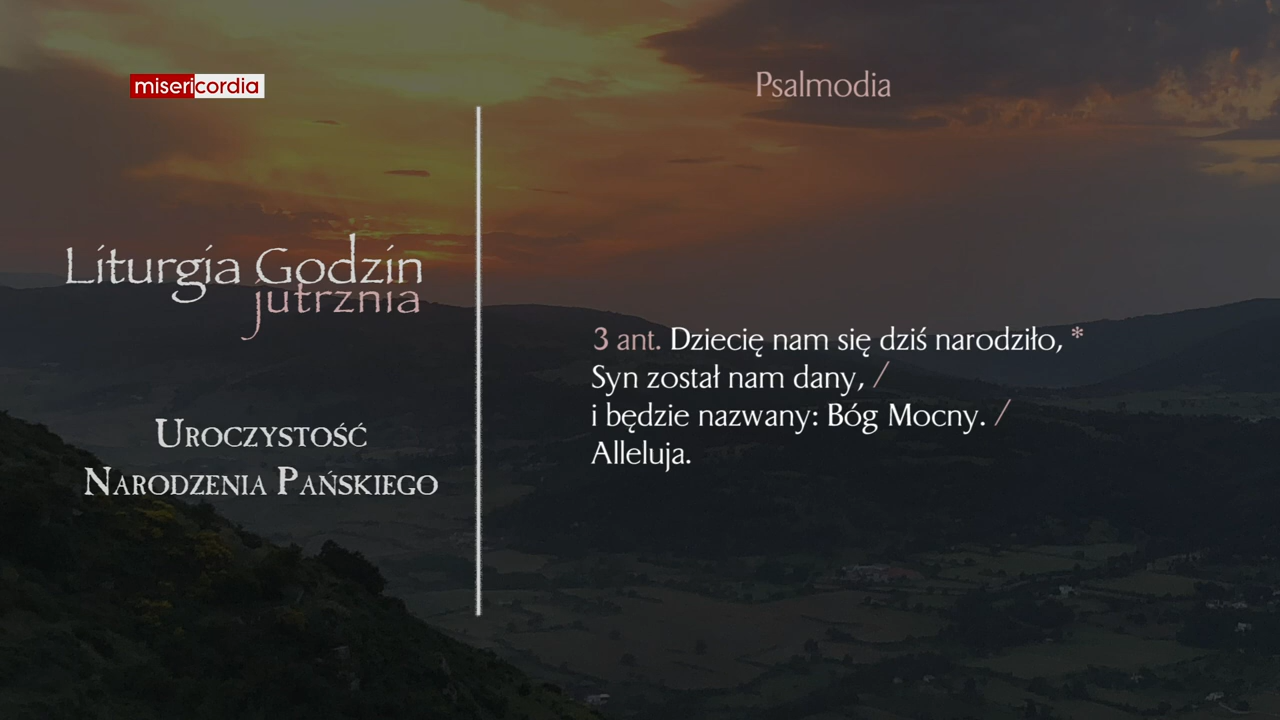 misericordia
Psalmodia
Liturgia Godzin
jutrznia
Uroczystość
Narodzenia Pańskiego
3 ant. Dziecię nam się dziś narodziło, *
Syn został nam dany, /
i będzie nazwany: Bóg Mocny. /
Alleluja.